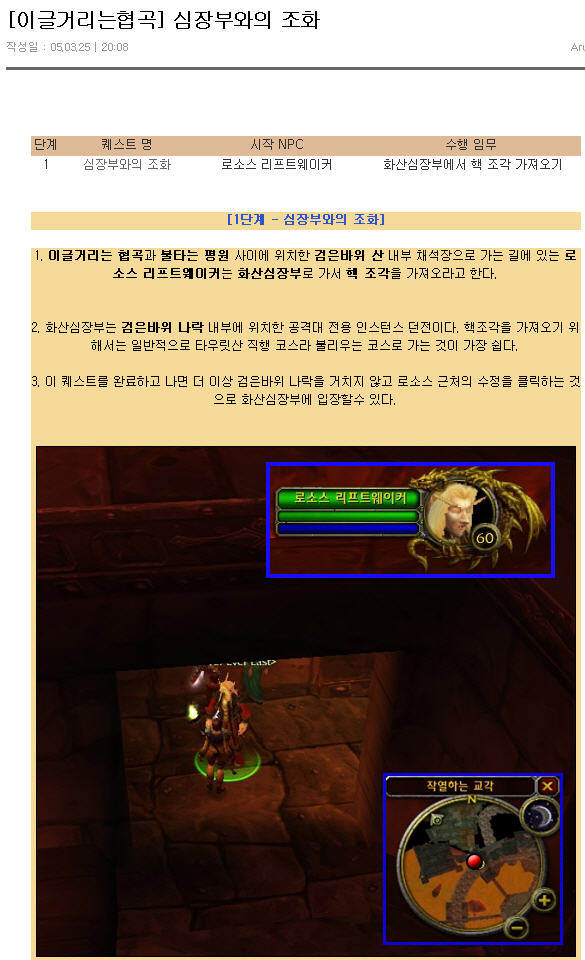 [이글거리는협곡] 심장부와의 조화
작성일 : 05.03.25 | 20:08
단계 퀘스트 명 시작 NPC 수행 임무
1 심장부와의 조화 로소스 리프트웨이커 화산심장부에서 핵 조각 가져오기
[1단계 - 심장부와의 조화]
1. 이글거리는 협곡과 불타는 평원 사이에 위치한 검은바위 산 내부 채석장으로 가는 길에 있는 로
소스 리프트웨이커는 화산심장부로 가서 핵 조각을 가져오라고 한다.
2. 화산심장부는 검은바위 나락 내부에 위치한 공격대 전용 인스턴스 던전이다. 핵조각을 가져오기 위
해서는 일반적으로 타우릿산 직행 코스라 불리우는 코스로 가는 것이 가장 쉽다.
3. 이 퀘스트를 완료하고 나면 더 이상 검은바위 나락을 거치지 않고 로소스 근처의 수정을 클릭하는 것
으로 화산심장부에 입장할수 있다.
로소스 리프트웨이커
60
작열하는 교각
N